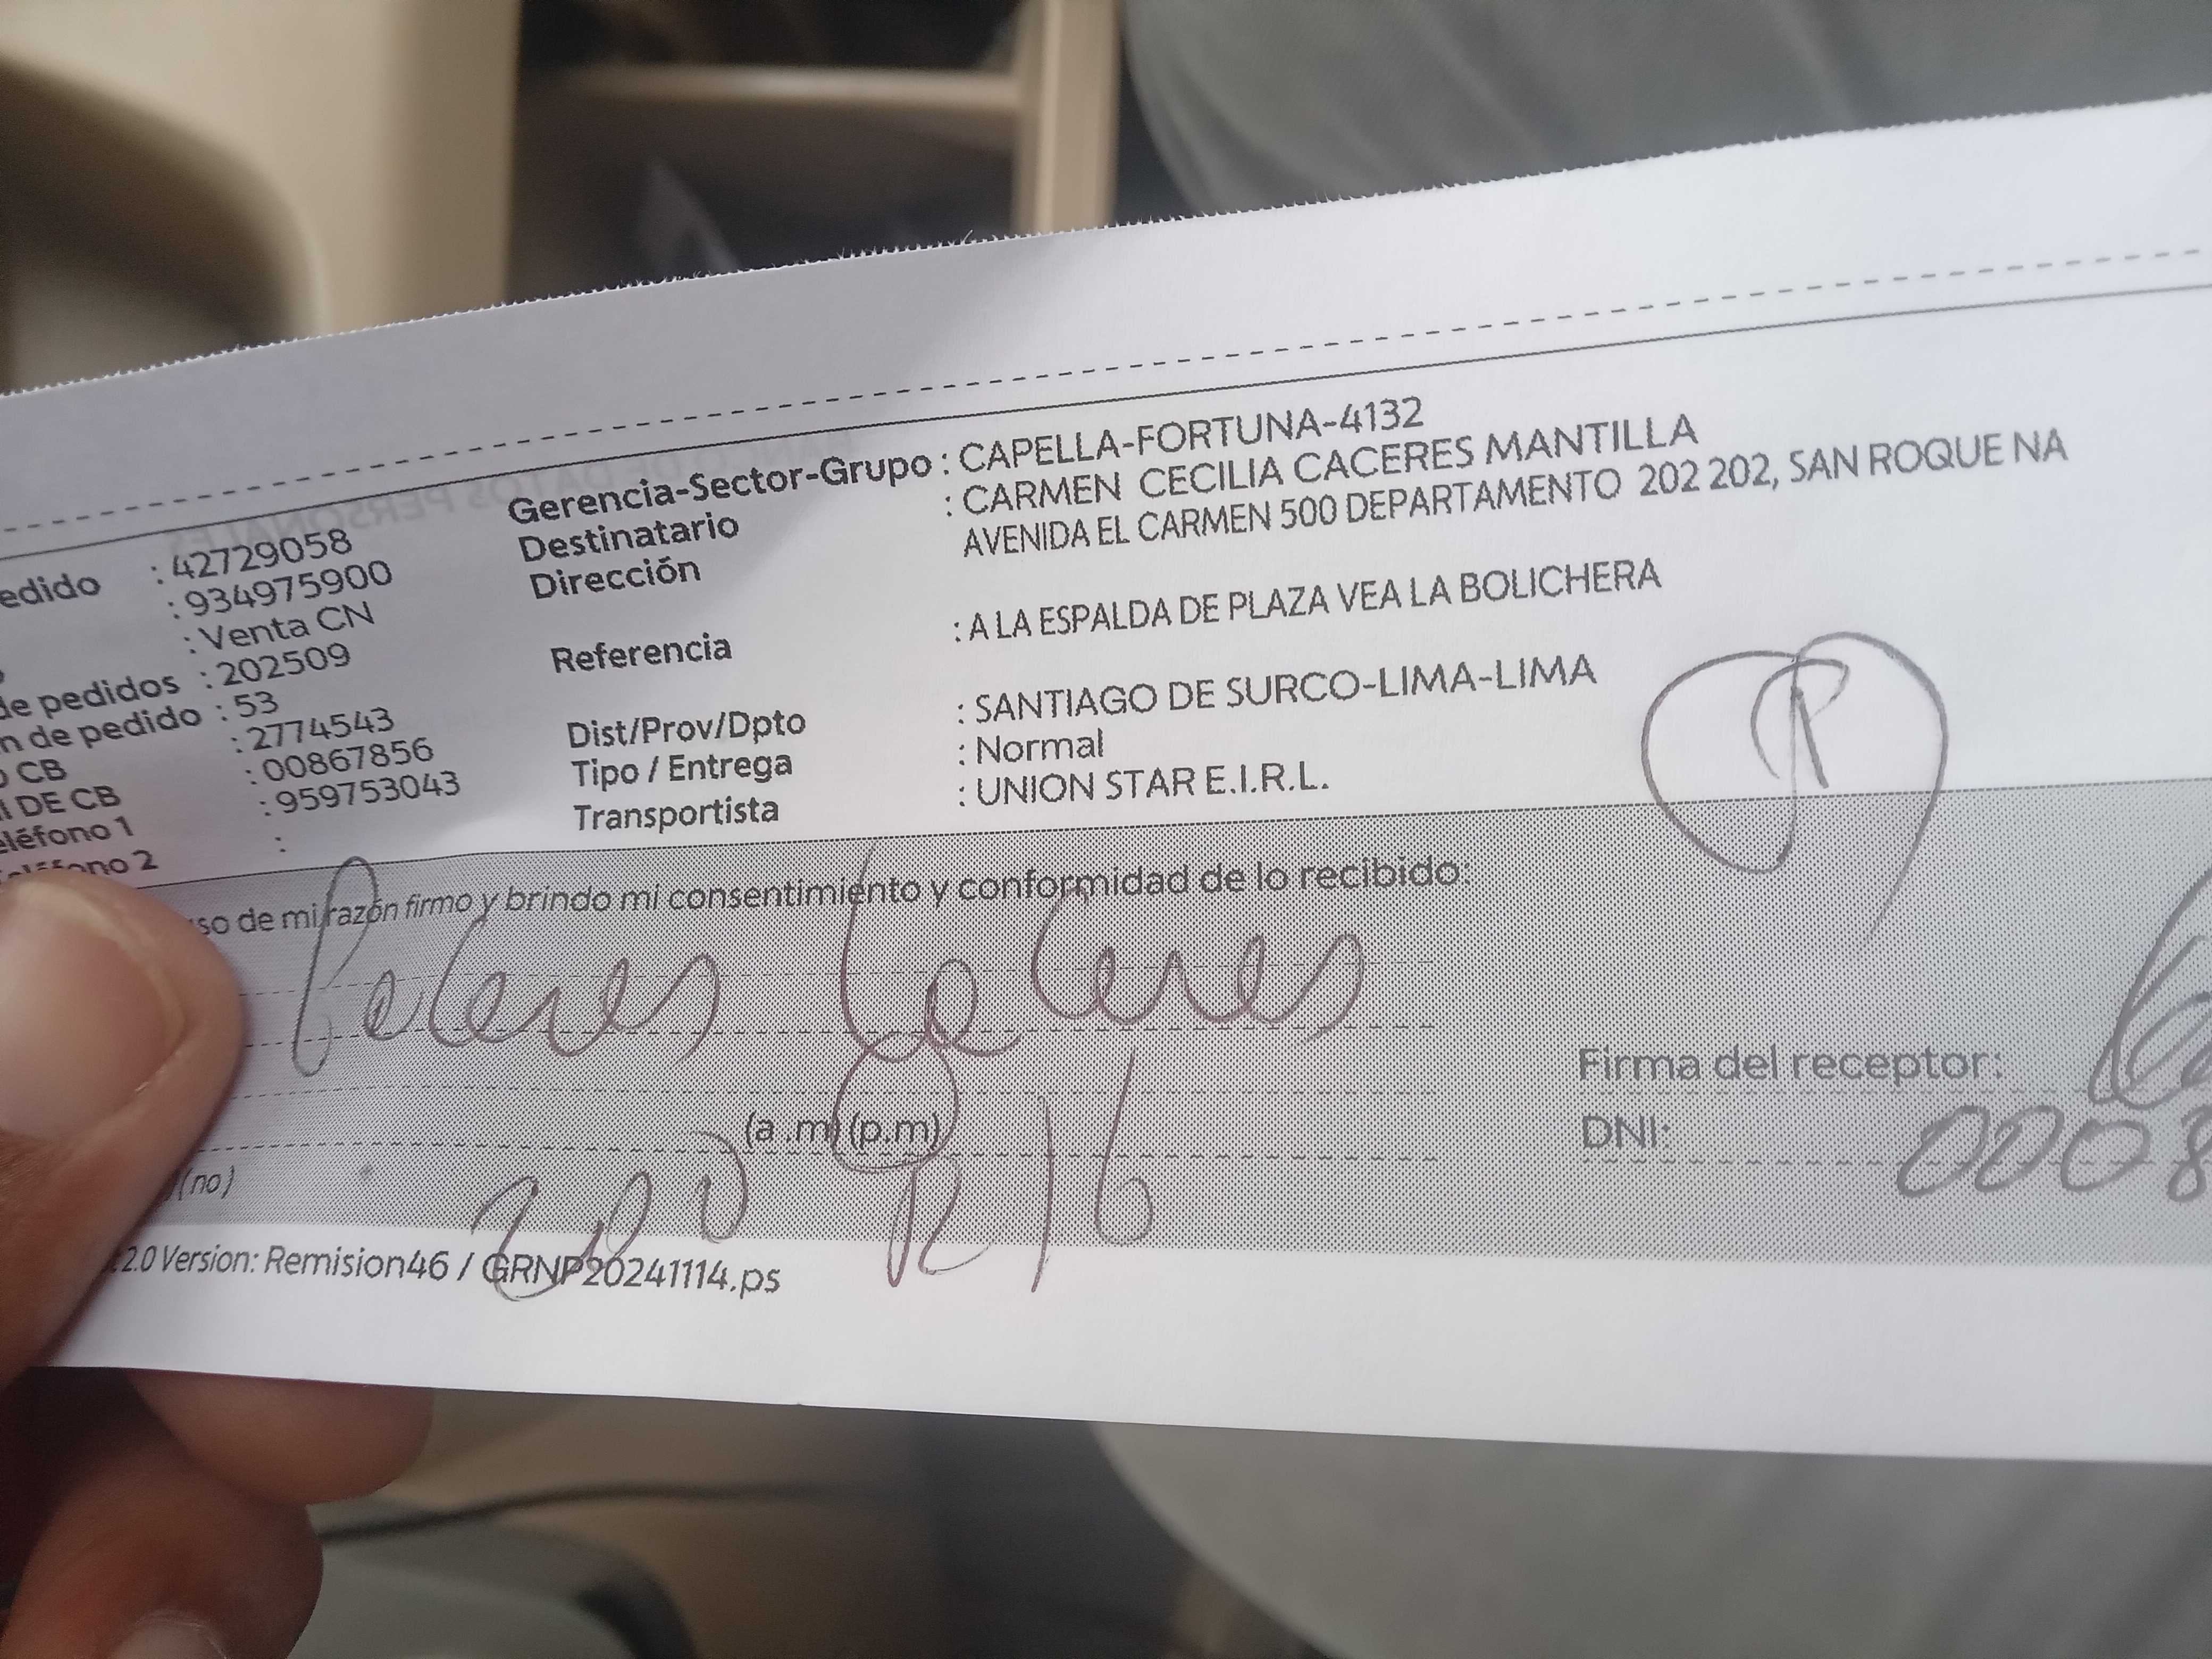 edido : 42729058
: 934975900
: Venta CN
de pedidos : 202509
n de pedido : 53
CB : 2774543
DE CB : 00867856
eléfono 1 : 959753043
no 2 :
Gerencia-Sector-Grupo : CAPELLA-FORTUNA-4132
Destinatario : CARMEN CECILIA CACERES MANTILLA
Dirección AVENIDA EL CARMEN 500 DEPARTAMENTO 202 202, SAN ROQUE NA
Referencia : A LA ESPALDA DE PLAZA VEA LA BOLICHERA
Dist/Prov/Dpto : SANTIAGO DE SURCO-LIMA-LIMA
Tipo / Entrega : Normal
Transportista : UNION STAR E.I.R.L.
so de mi razón firmo y brindo mi consentimiento y conformidad de lo recibido:
Caceres
Firma del receptor:
(a .m) (p.m)
DNI: 0008
(no)
R 16
2.0 Version: Remision46 / GRNP20241114.ps